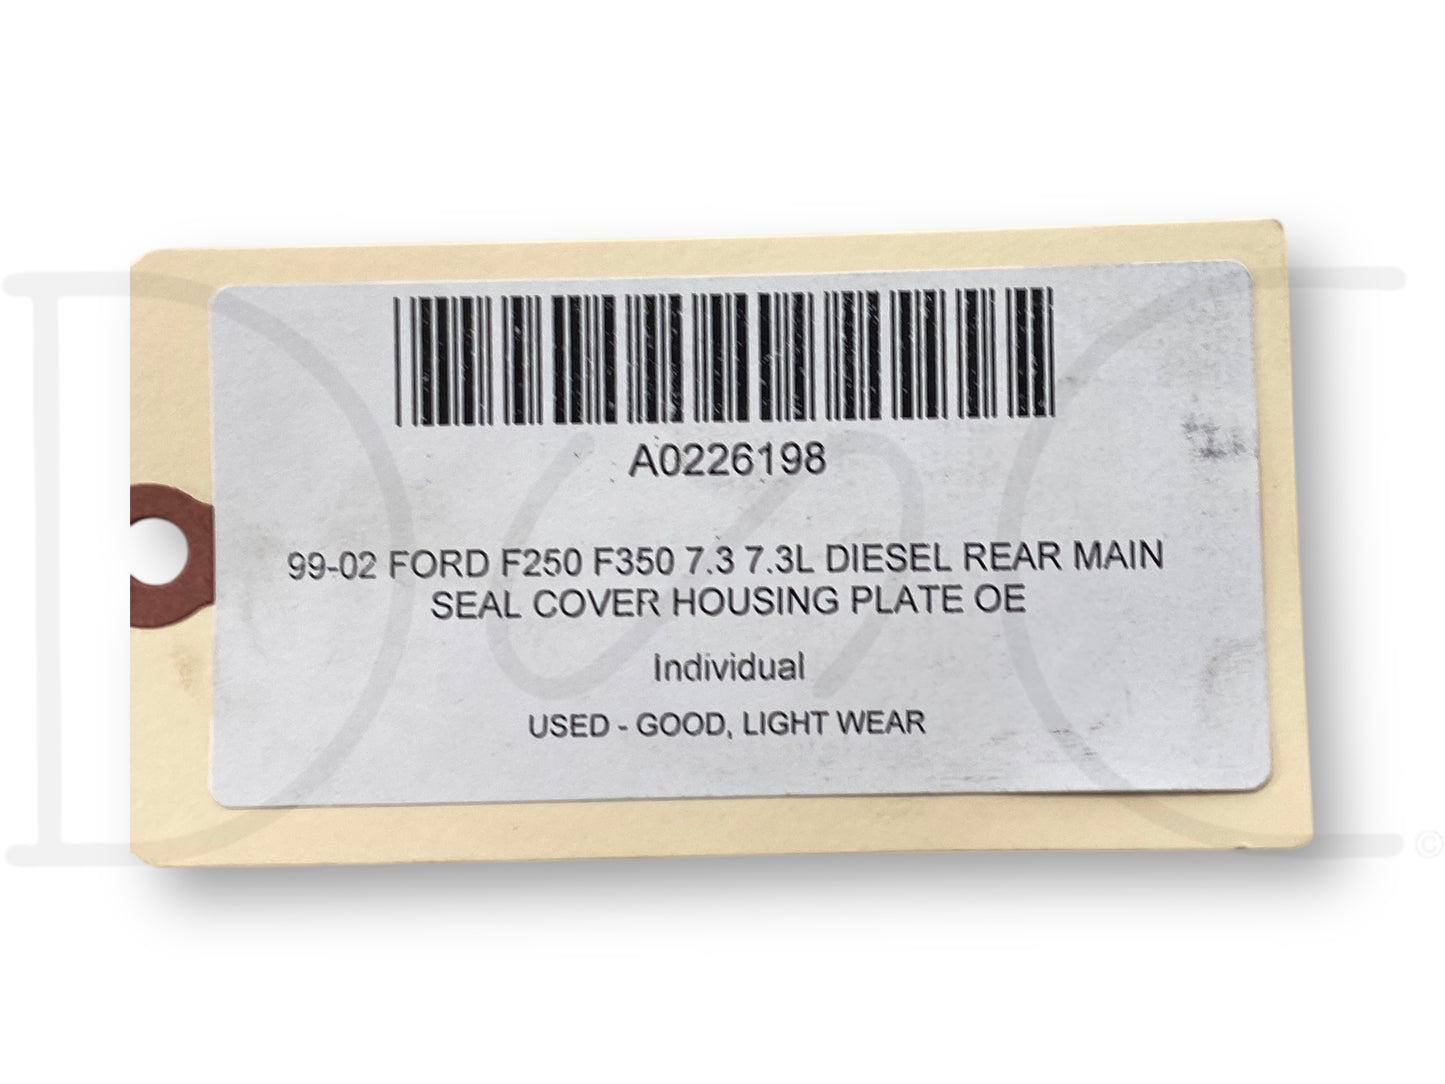 A0226198
99-02 FORD F250 F350 7.3 7.3L DIESEL REAR MAIN
SEAL COVER HOUSING PLATE OE
Individual
USED - GOOD, LIGHT WEAR
©